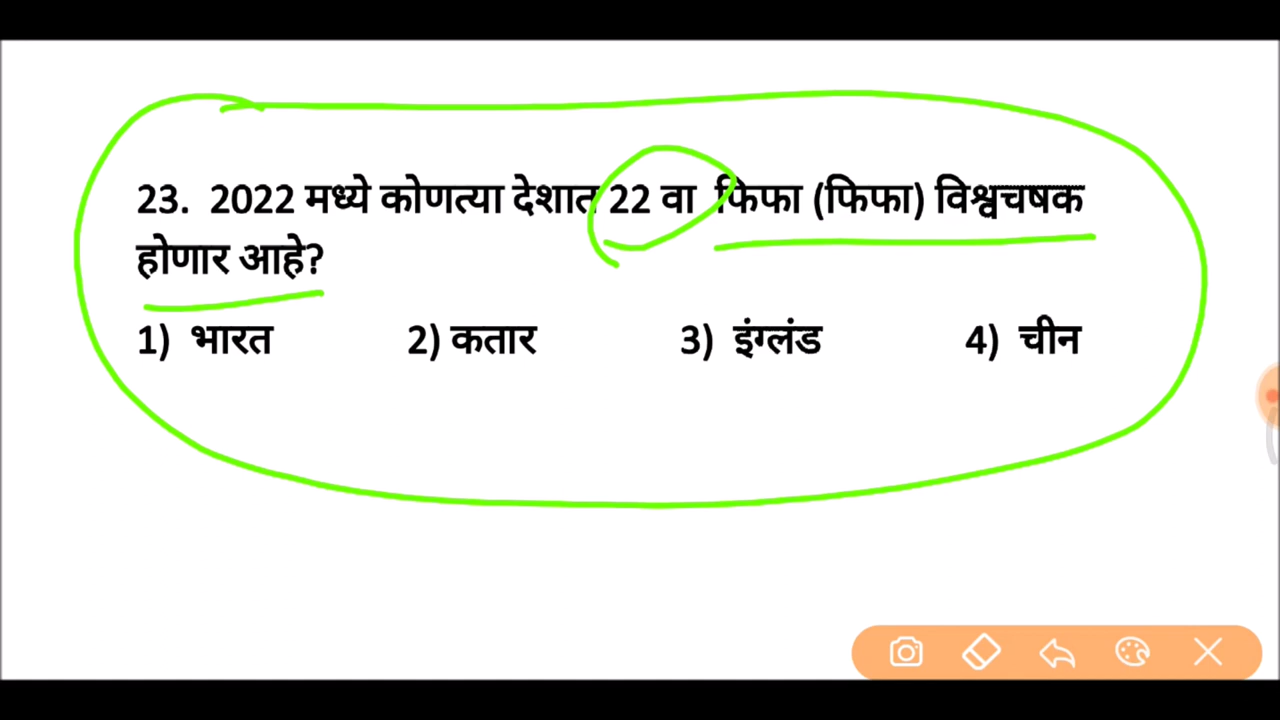 23. 2022 मध्ये कोणत्या देशात 22 वा फिफा (फिफा) विश्वचषक
होणार आहे?
1) भारत 2) कतार 3) इंग्लंड 4) चीन